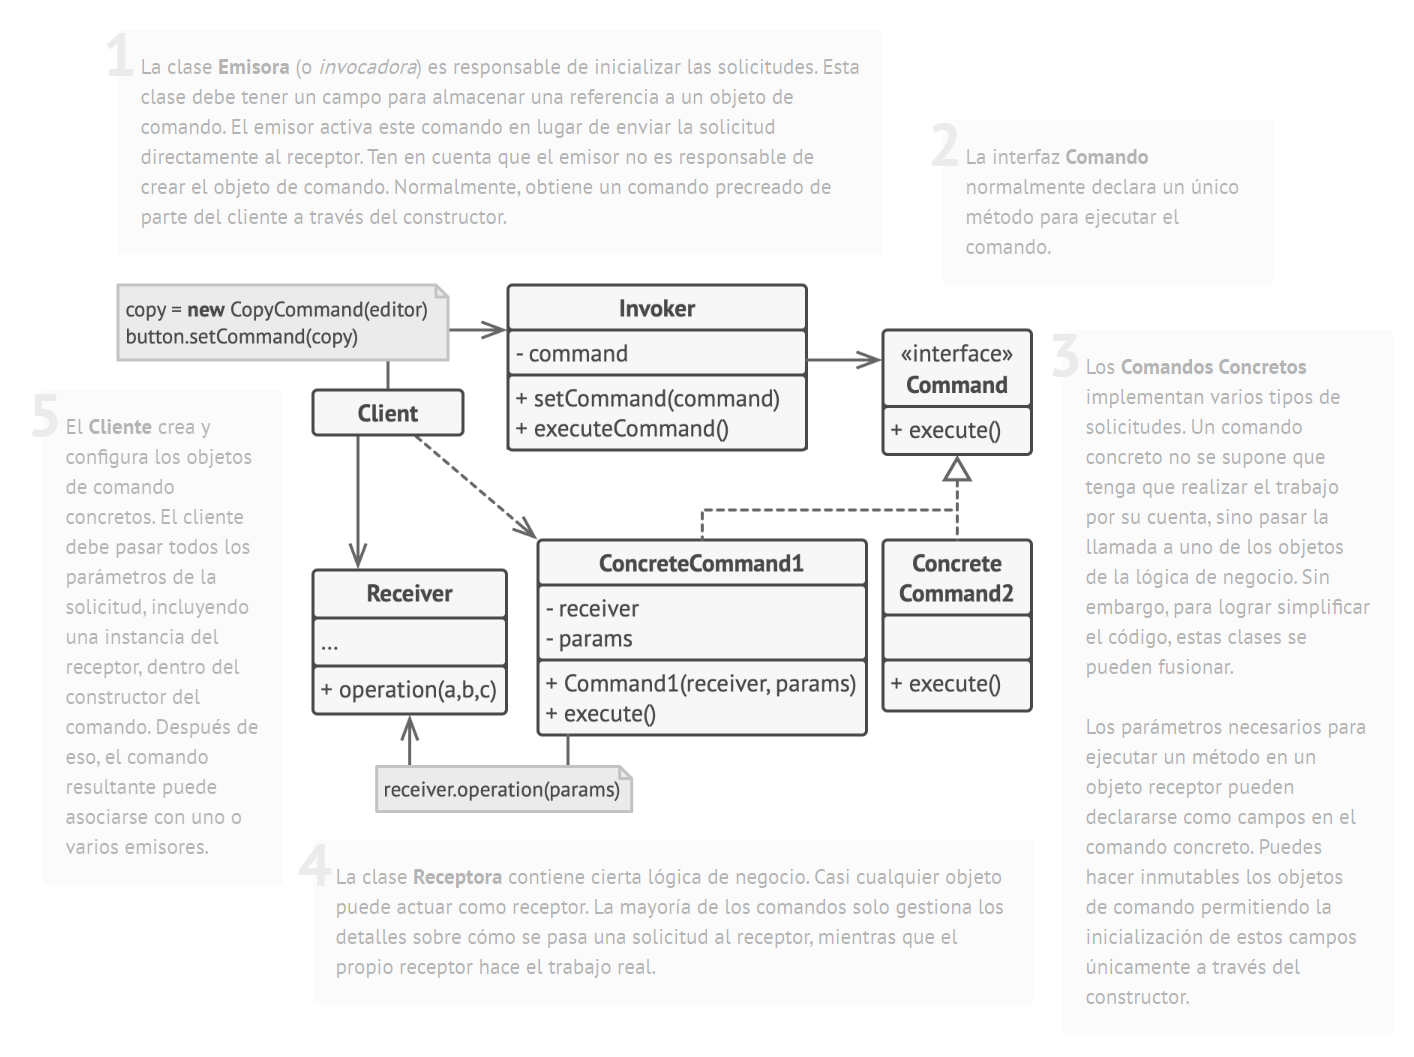 1
La clase Emisora (o invocadora) es responsable de inicializar las solicitudes. Esta
clase debe tener un campo para almacenar una referencia a un objeto de
comando. El emisor activa este comando en lugar de enviar la solicitud
directamente al receptor. Ten en cuenta que el emisor no es responsable de
crear el objeto de comando. Normalmente, obtiene un comando precreado de
parte del cliente a través del constructor.
2
La interfaz Comando
normalmente declara un único
método para ejecutar el
comando.
copy = new CopyCommand(editor)
button.setCommand(copy)
Client
Invoker
- command
+ setCommand(command)
+ executeCommand()
«interface»
Command
+ execute()
3
Los Comandos Concretos
implementan varios tipos de
solicitudes. Un comando
concreto no se supone que
tenga que realizar el trabajo
por su cuenta, sino pasar la
llamada a uno de los objetos
de la lógica de negocio. Sin
embargo, para lograr simplificar
el código, estas clases se
pueden fusionar.
Los parámetros necesarios para
ejecutar un método en un
objeto receptor pueden
declararse como campos en el
comando concreto. Puedes
hacer inmutables los objetos
de comando permitiendo la
inicialización de estos campos
únicamente a través del
constructor.
5
El Cliente crea y
configura los objetos
de comando
concretos. El cliente
debe pasar todos los
parámetros de la
solicitud, incluyendo
una instancia del
receptor, dentro del
constructor del
comando. Después de
eso, el comando
resultante puede
asociarse con uno o
varios emisores.
Receiver
...
+ operation(a,b,c)
ConcreteCommand1
- receiver
- params
+ Command1(receiver, params)
+ execute()
Concrete
Command2
+ execute()
receiver.operation(params)
4
La clase Receptora contiene cierta lógica de negocio. Casi cualquier objeto
puede actuar como receptor. La mayoría de los comandos solo gestiona los
detalles sobre cómo se pasa una solicitud al receptor, mientras que el
propio receptor hace el trabajo real.